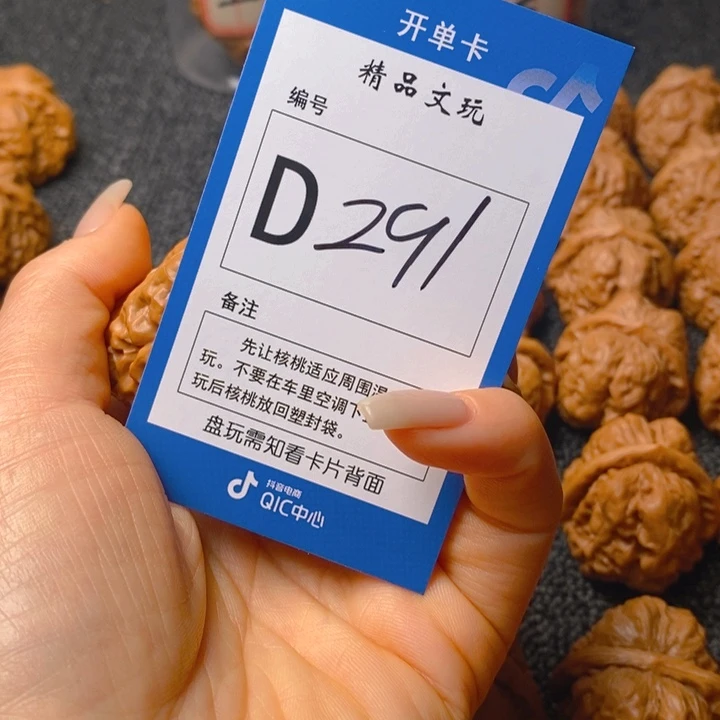 开单卡
精品文玩
编号
D291
备注
先让核桃适应周围
玩。不要在车里空调下
玩后核桃放回塑封袋。
盘玩需知看卡片背面
抖音电商
QIC中心